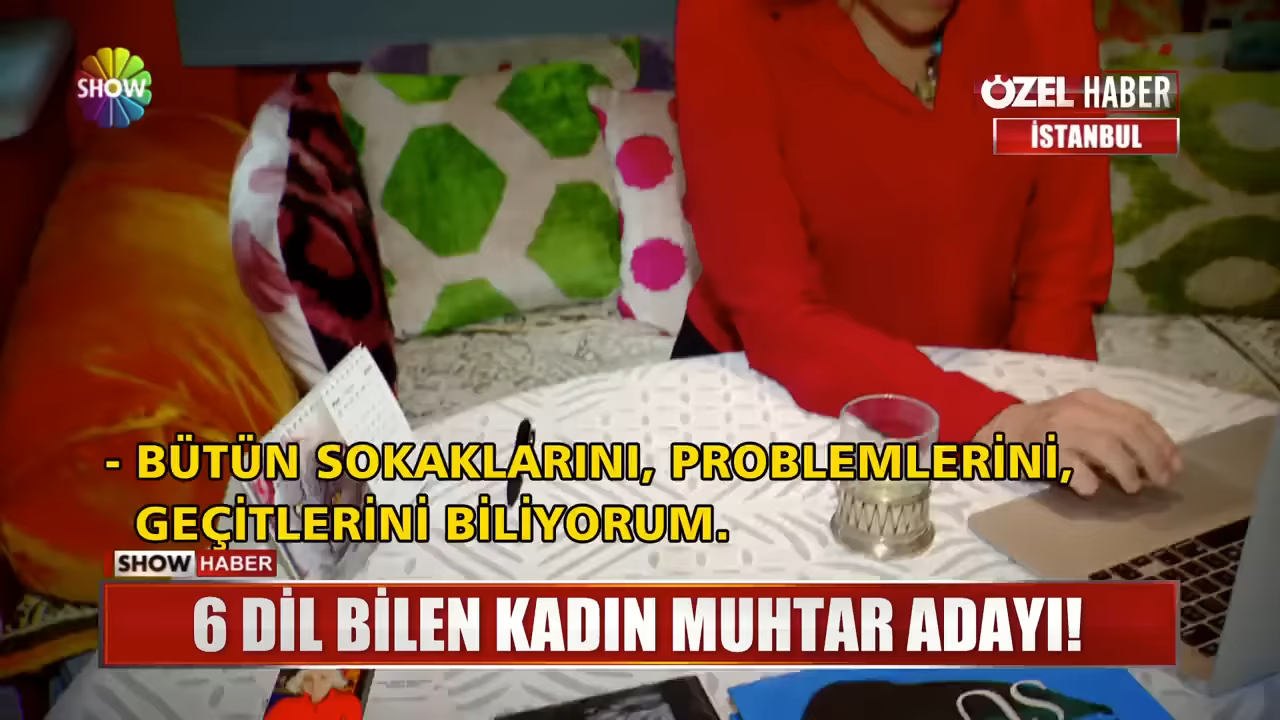 SHOW
ÖZEL HABER
İSTANBUL
- BÜTÜN SOKAKLARINI, PROBLEMLERİNİ,
GEÇİTLERİNİ BİLİYORUM.
SHOW HABER
6 DİL BİLEN KADIN MUHTAR ADAYI!